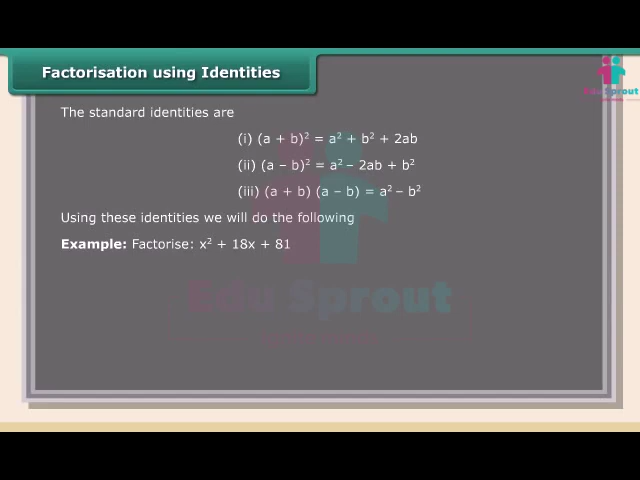 Factorisation using Identities
Edu Sprout
The standard identities are
(i) (a + b)² = a² + b² + 2ab
(ii) (a – b)² = a² – 2ab + b²
(iii) (a + b) (a – b) = a² – b²
Using these identities we will do the following
Example: Factorise: x² + 18x + 81
Edu Sprout